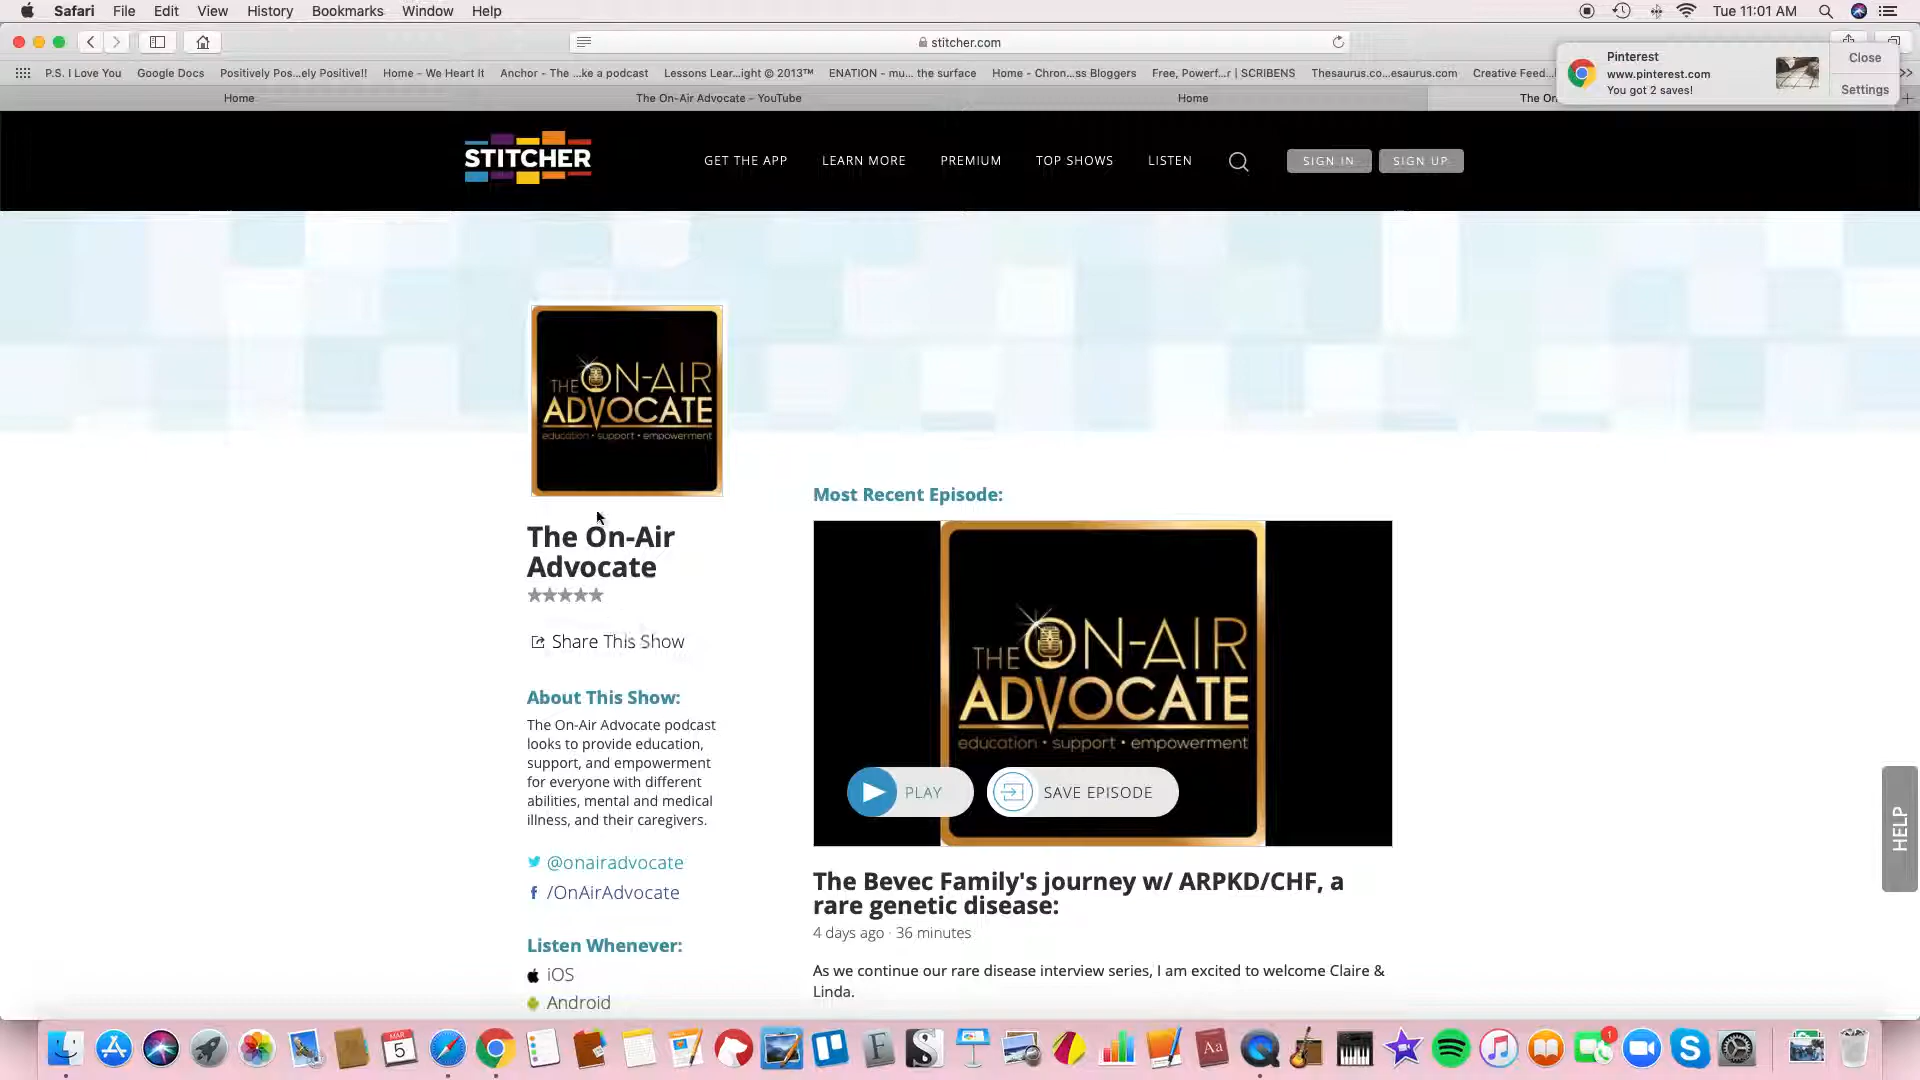 Safari File Edit View History Bookmarks Window Help Tue 11:01 AM
stitcher.com
Pinterest
www.pinterest.com
You got 2 saves!
Close
Settings
P.S. I Love You Google Docs Positively Pos...ely Positive!! Home – We Heart It Anchor - The ...ke a podcast Lessons Lear...ight © 2013™ ENATION - mu... the surface Home - Chron...ss Bloggers Free, Powerf...r | SCRIBENS Thesaurus.co...esaurus.com Creative Feed...
Home The On-Air Advocate – YouTube Home The On
STITCHER GET THE APP LEARN MORE PREMIUM TOP SHOWS LISTEN SIGN IN SIGN UP
THE ON-AIR
ADVOCATE
education • support • empowerment
The On-Air
Advocate
Share This Show
About This Show:
The On-Air Advocate podcast
looks to provide education,
support, and empowerment
for everyone with different
abilities, mental and medical
illness, and their caregivers.
@onairadvocate
/OnAirAdvocate
Listen Whenever:
iOS
Android
Most Recent Episode:
THE ON-AIR
ADVOCATE
education • support • empowerment
PLAY SAVE EPISODE
The Bevec Family's journey w/ ARPKD/CHF, a
rare genetic disease:
4 days ago · 36 minutes
As we continue our rare disease interview series, I am excited to welcome Claire &
Linda.
HELP
MAR
5
Aa
1